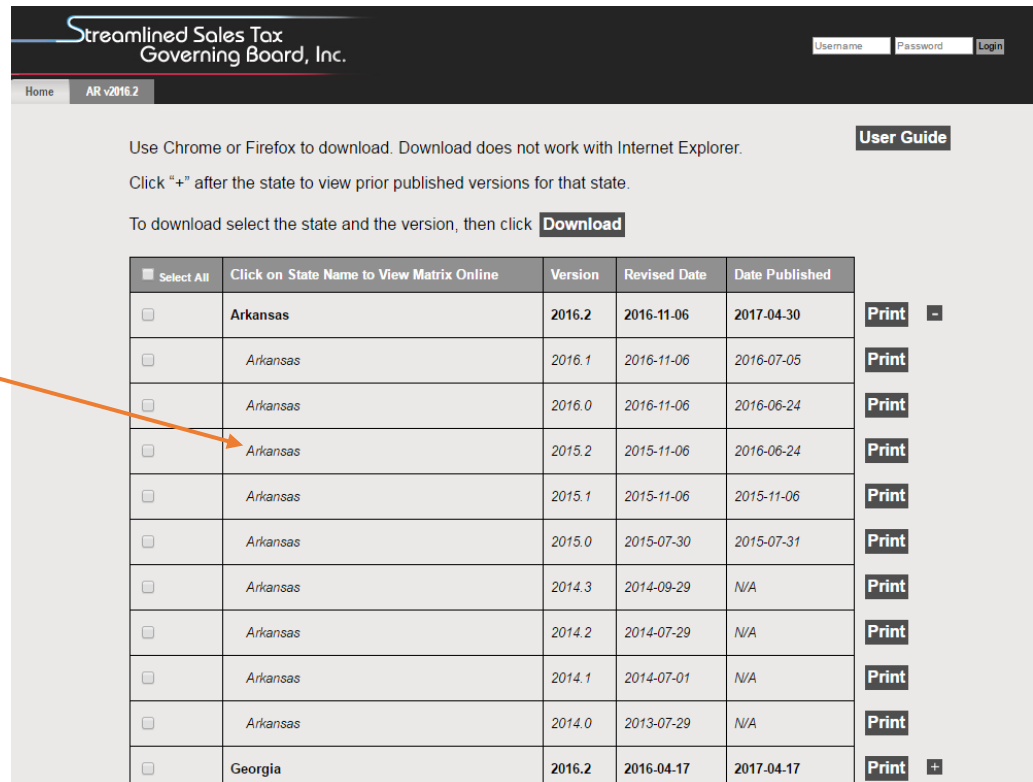 Streamlined Sales Tax
Governing Board, Inc.
Username Password Login
Home AR v2016.2
User Guide
Use Chrome or Firefox to download. Download does not work with Internet Explorer.
Click “+” after the state to view prior published versions for that state.
To download select the state and the version, then click Download
Select All Click on State Name to View Matrix Online Version Revised Date Date Published
Arkansas 2016.2 2016-11-06 2017-04-30 Print -
Arkansas 2016.1 2016-11-06 2016-07-05 Print
Arkansas 2016.0 2016-11-06 2016-06-24 Print
Arkansas 2015.2 2015-11-06 2016-06-24 Print
Arkansas 2015.1 2015-11-06 2015-11-06 Print
Arkansas 2015.0 2015-07-30 2015-07-31 Print
Arkansas 2014.3 2014-09-29 N/A Print
Arkansas 2014.2 2014-07-29 N/A Print
Arkansas 2014.1 2014-07-01 N/A Print
Arkansas 2014.0 2013-07-29 N/A Print
Georgia 2016.2 2016-04-17 2017-04-17 Print +